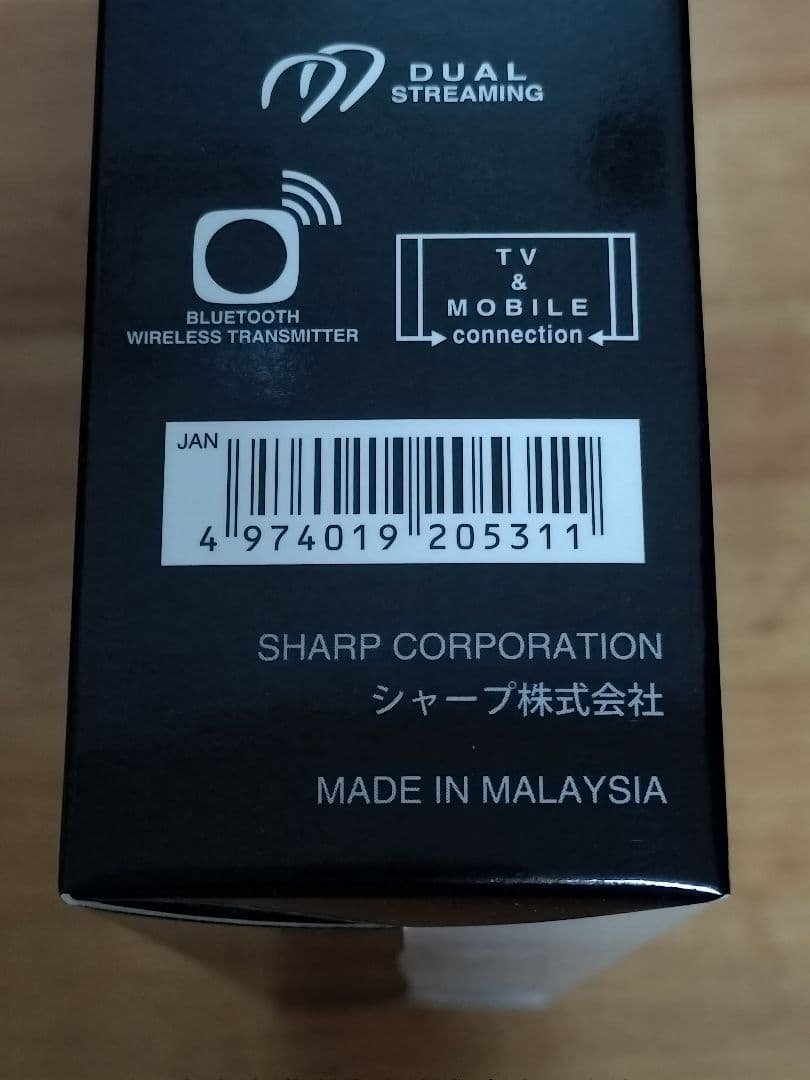 DUAL
STREAMING
BLUETOOTH
WIRELESS TRANSMITTER
TV
&
MOBILE
connection
JAN
4 974019 205311
SHARP CORPORATION
シャープ株式会社
MADE IN MALAYSIA